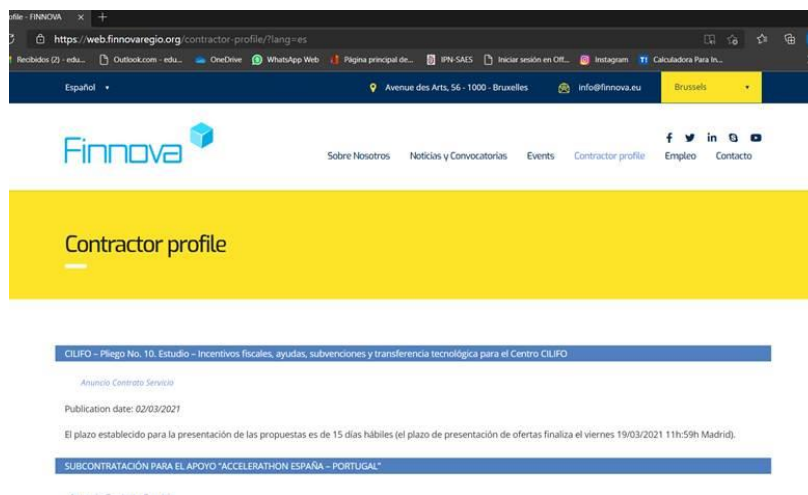 ofile - FINNOVA × +
https://web.finnovaregio.org/contractor-profile/?lang=es
Recibidos (2) - edu... Outlook.com - edu... OneDrive WhatsApp Web Página principal de... IPN-SAES Iniciar sesión en Off... Instagram Calculadora Para In...
Español Avenue des Arts, 56 - 1000 - Bruxelles info@finnova.eu Brussels
Finnova
Sobre Nosotros Noticias y Convocatorias Events Contractor profile Empleo Contacto
Contractor profile
CILIFO – Pliego No. 10. Estudio – Incentivos fiscales, ayudas, subvenciones y transferencia tecnológica para el Centro CILIFO
Anuncio Contrato Servicio
Publication date: 02/03/2021
El plazo establecido para la presentación de las propuestas es de 15 días hábiles (el plazo de presentación de ofertas finaliza el viernes 19/03/2021 11h:59h Madrid).
SUBCONTRATACIÓN PARA EL APOYO "ACCELERATHON ESPAÑA – PORTUGAL"